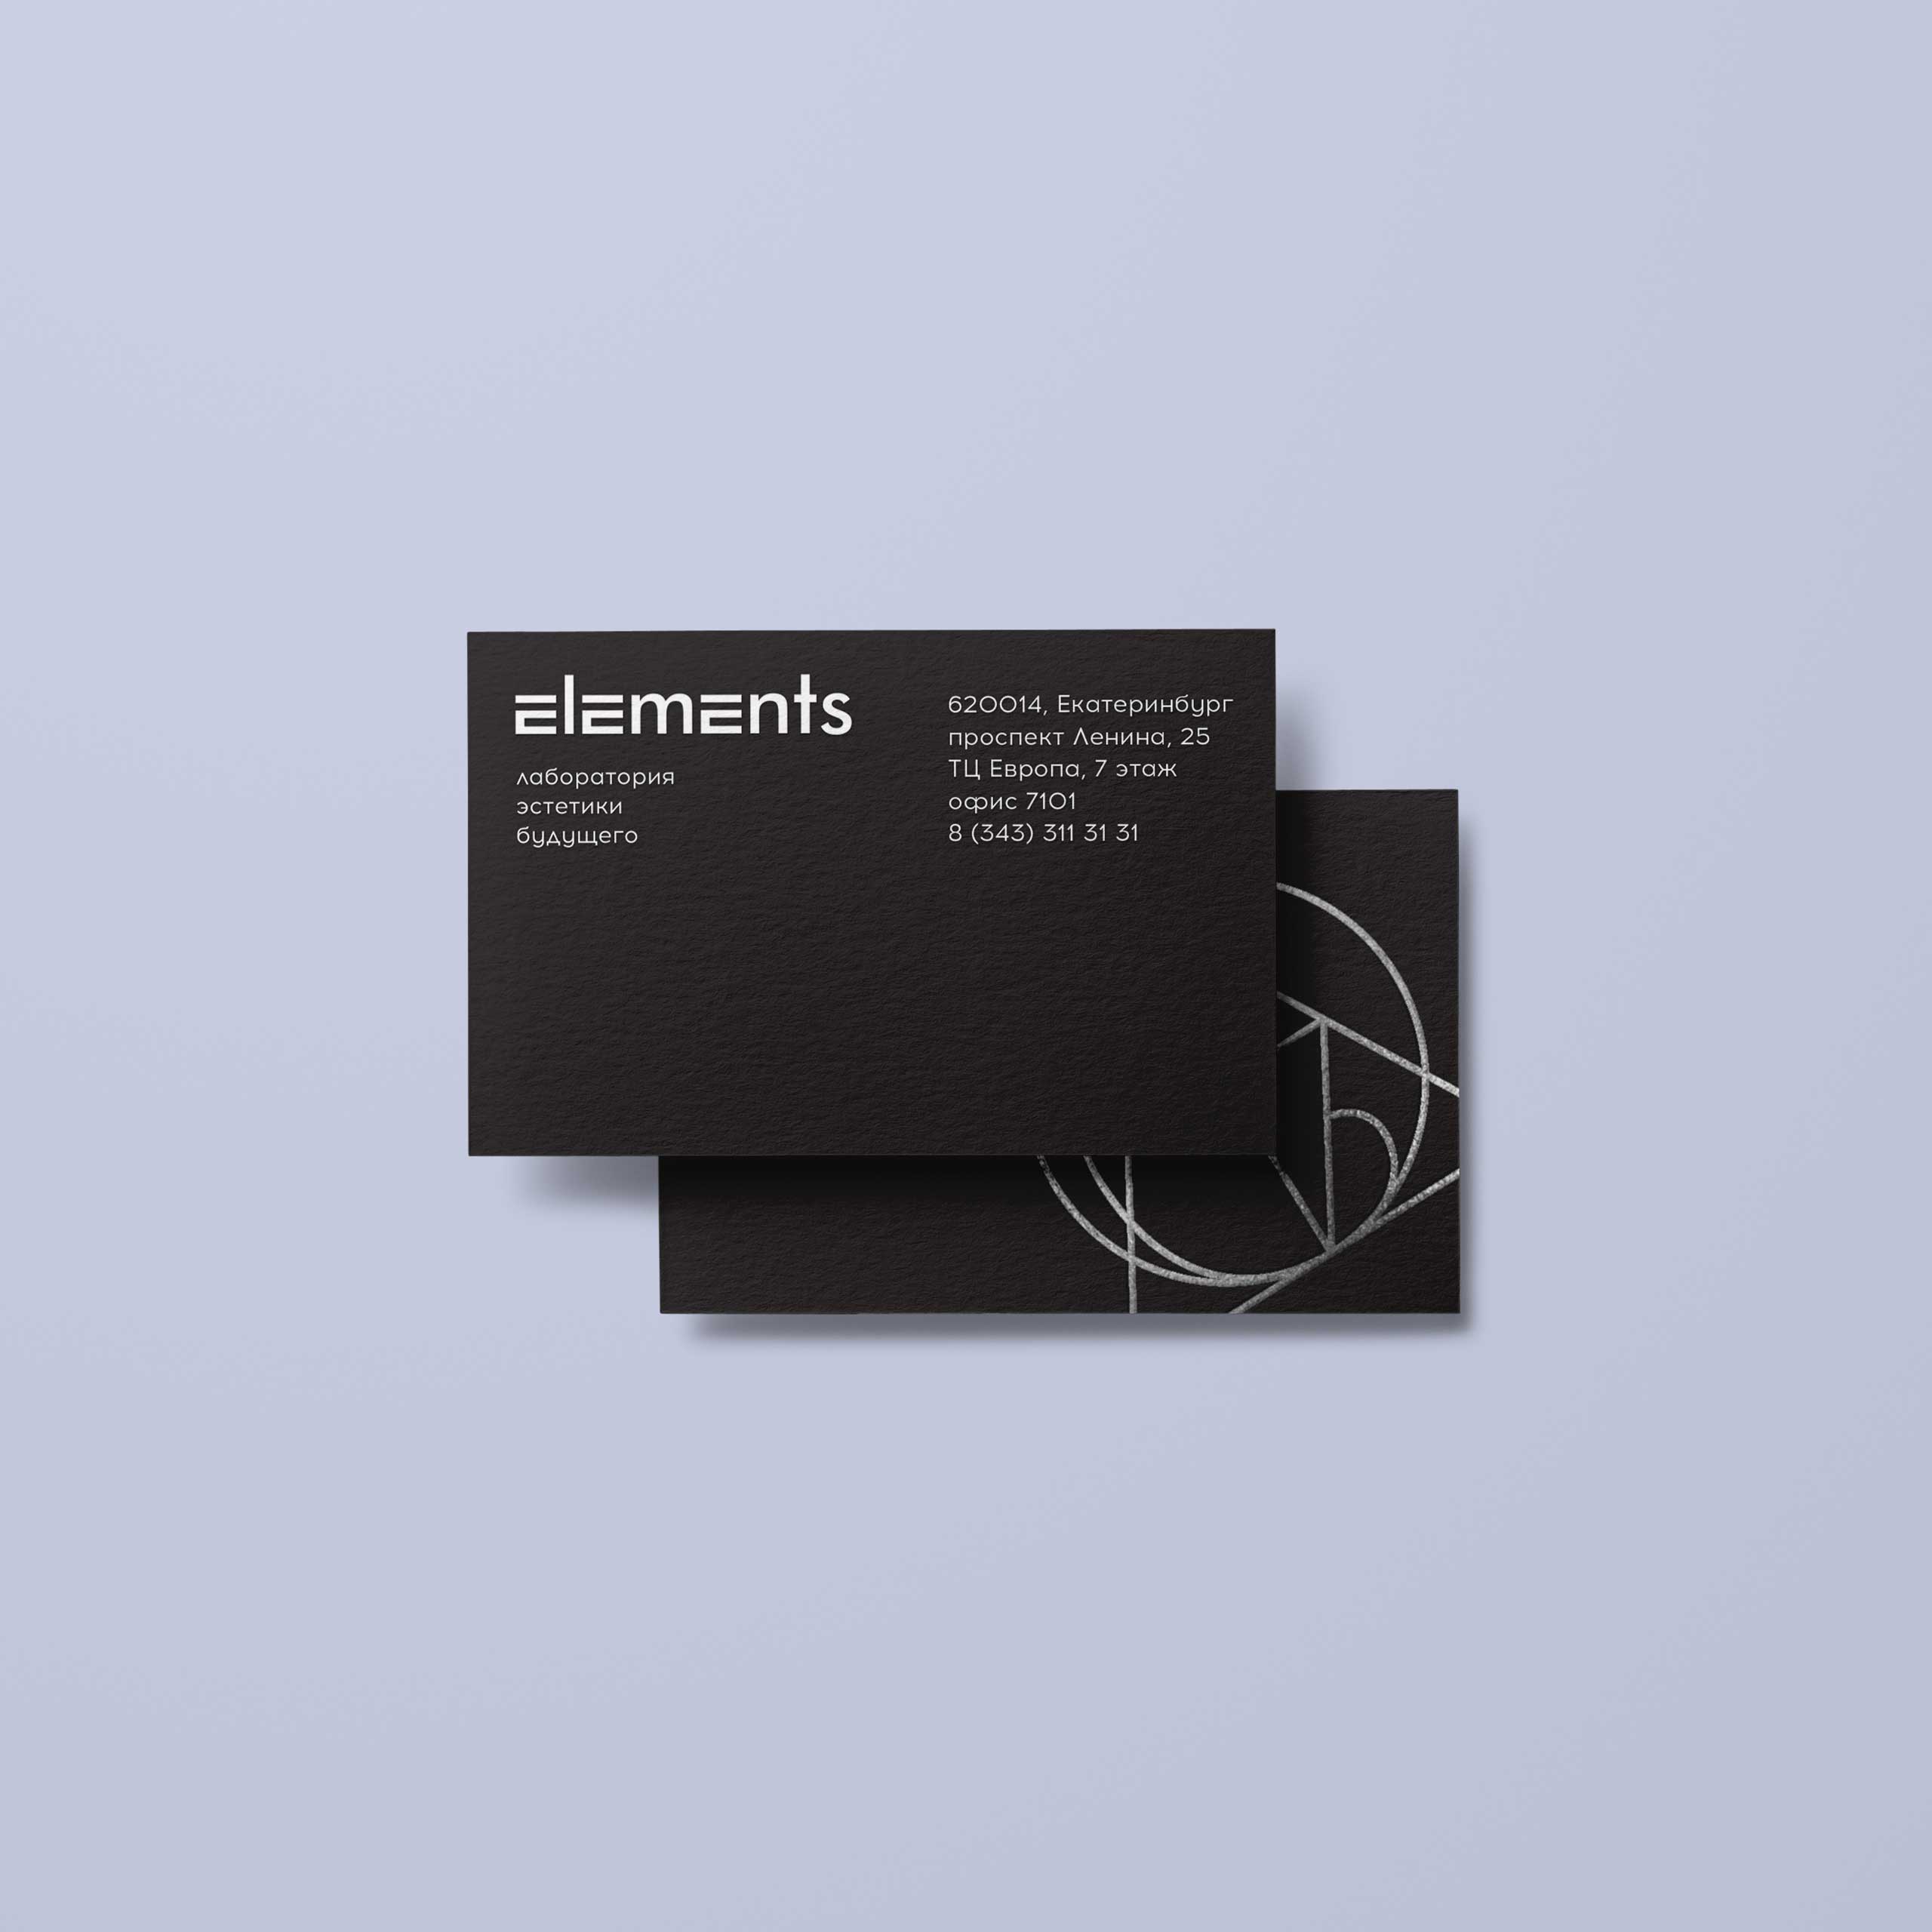 elements
лаборатория
эстетики
будущего
620014, Екатеринбург
проспект Ленина, 25
ТЦ Европа, 7 этаж
офис 7101
8 (343) 311 31 31